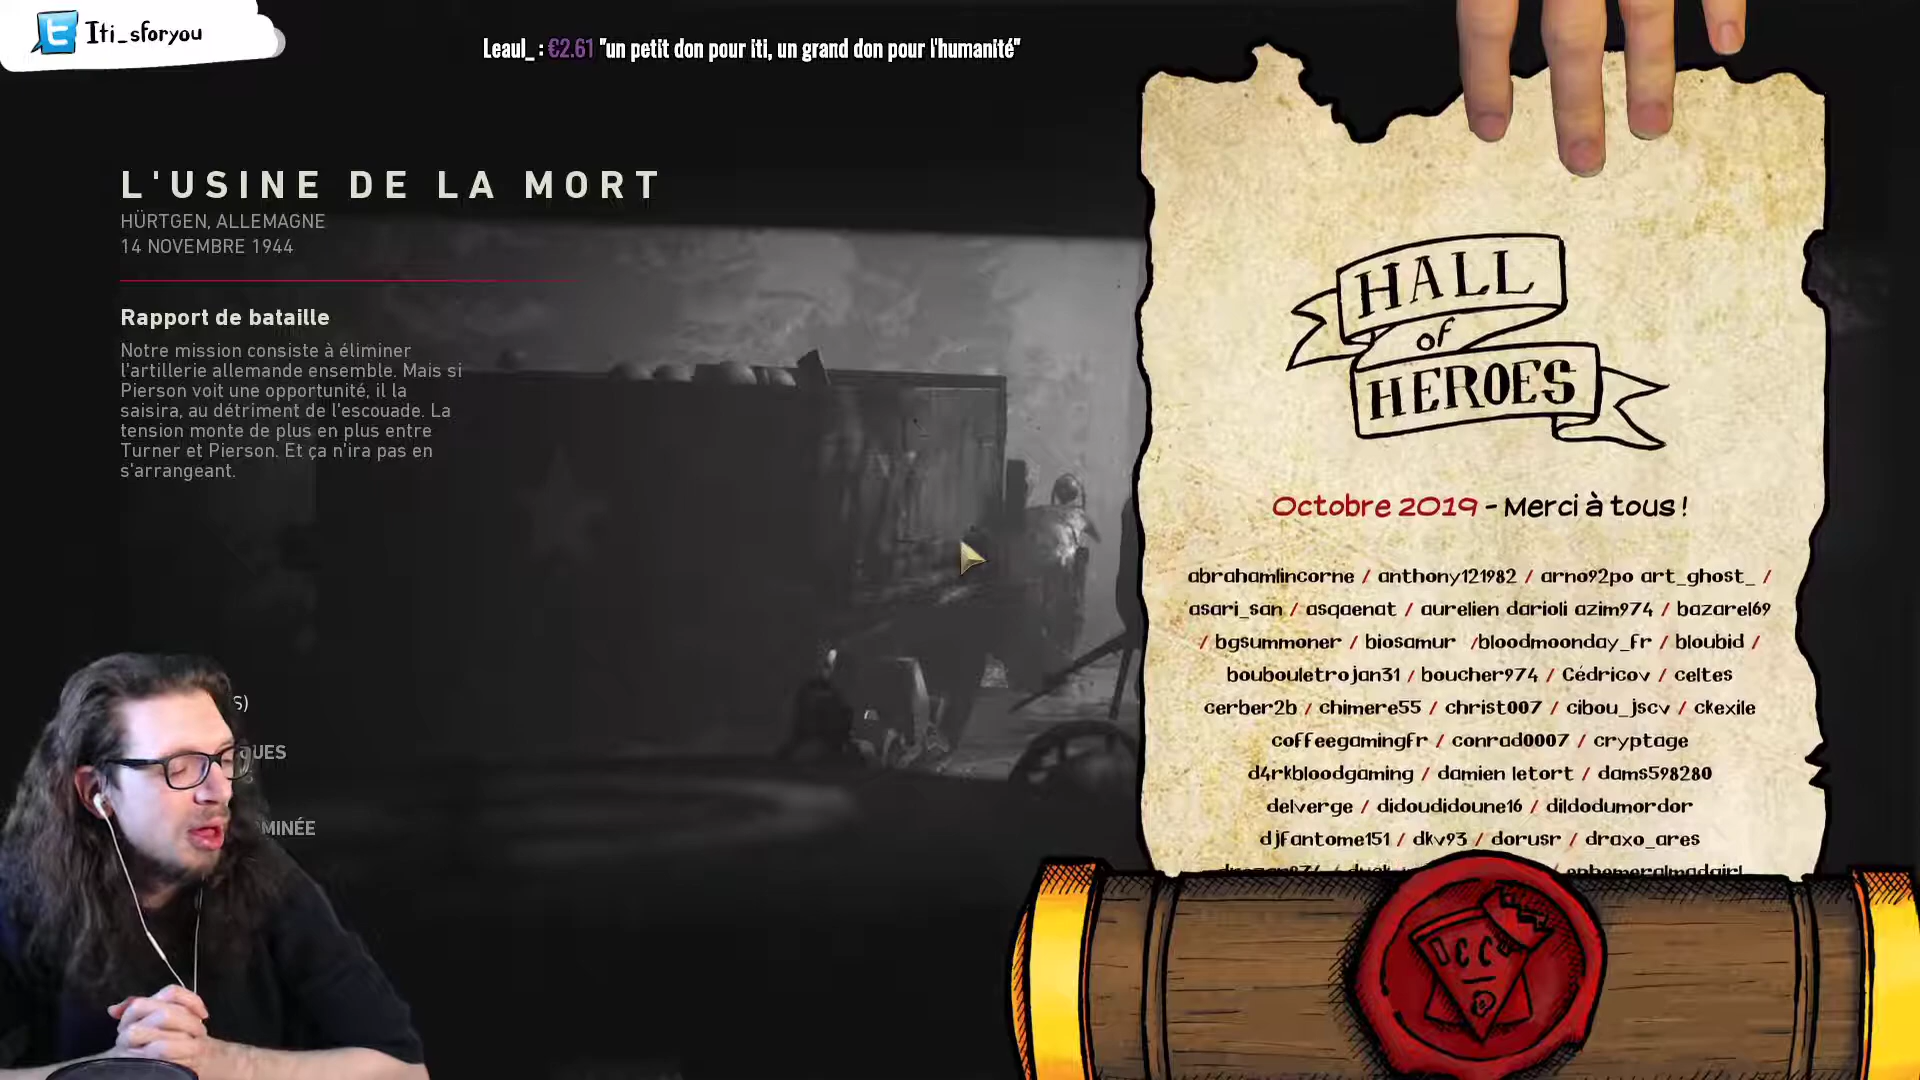 Iti_sforyou
Leaul_ : €2.61 "un petit don pour iti, un grand don pour l'humanité"
L'USINE DE LA MORT
HÜRTGEN, ALLEMAGNE
14 NOVEMBRE 1944
Rapport de bataille
Notre mission consiste à éliminer
l'artillerie allemande ensemble. Mais si
Pierson voit une opportunité, il la
saisira, au détriment de l'escouade. La
tension monte de plus en plus entre
Turner et Pierson. Et ça n'ira pas en
s'arrangeant.
S)
QUES
MINÉE
HALL
of
HEROES
Octobre 2019 - Merci à tous !
abrahamlincorne / anthony121982 / arno92po art_ghost_ /
asari_san / asqaenat / aurelien darioli azim974 / bazarel69
/ bgsummoner / biosamur /bloodmoonday_fr / bloubid /
boubouletrojan31 / boucher974 / Cédricov / celtes
cerber2b / chimere55 / christ007 / cibou_jscv / ckexile
coffeegamingfr / conrad0007 / cryptage
d4rkbloodgaming / damien letort / dams598280
delverge / didoudidoune16 / dildodumordor
djfantome151 / dkv93 / dorusr / draxo_ares